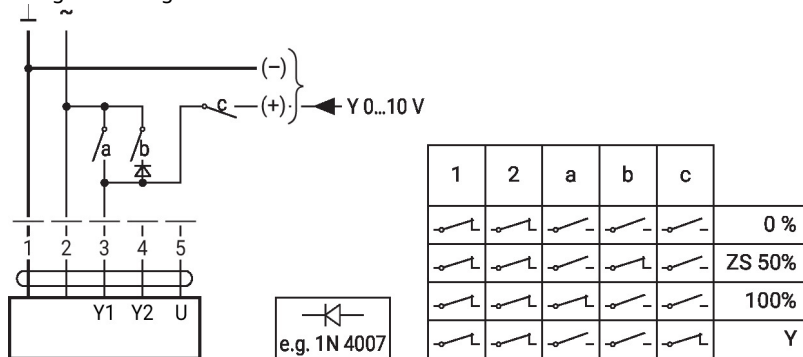 ⊥ ~
(–)
c (+) Y 0...10 V
a b
1 2 3 4 5
Y1 Y2 U
e.g. 1N 4007
1 2 a b c
0 %
ZS 50%
100%
Y